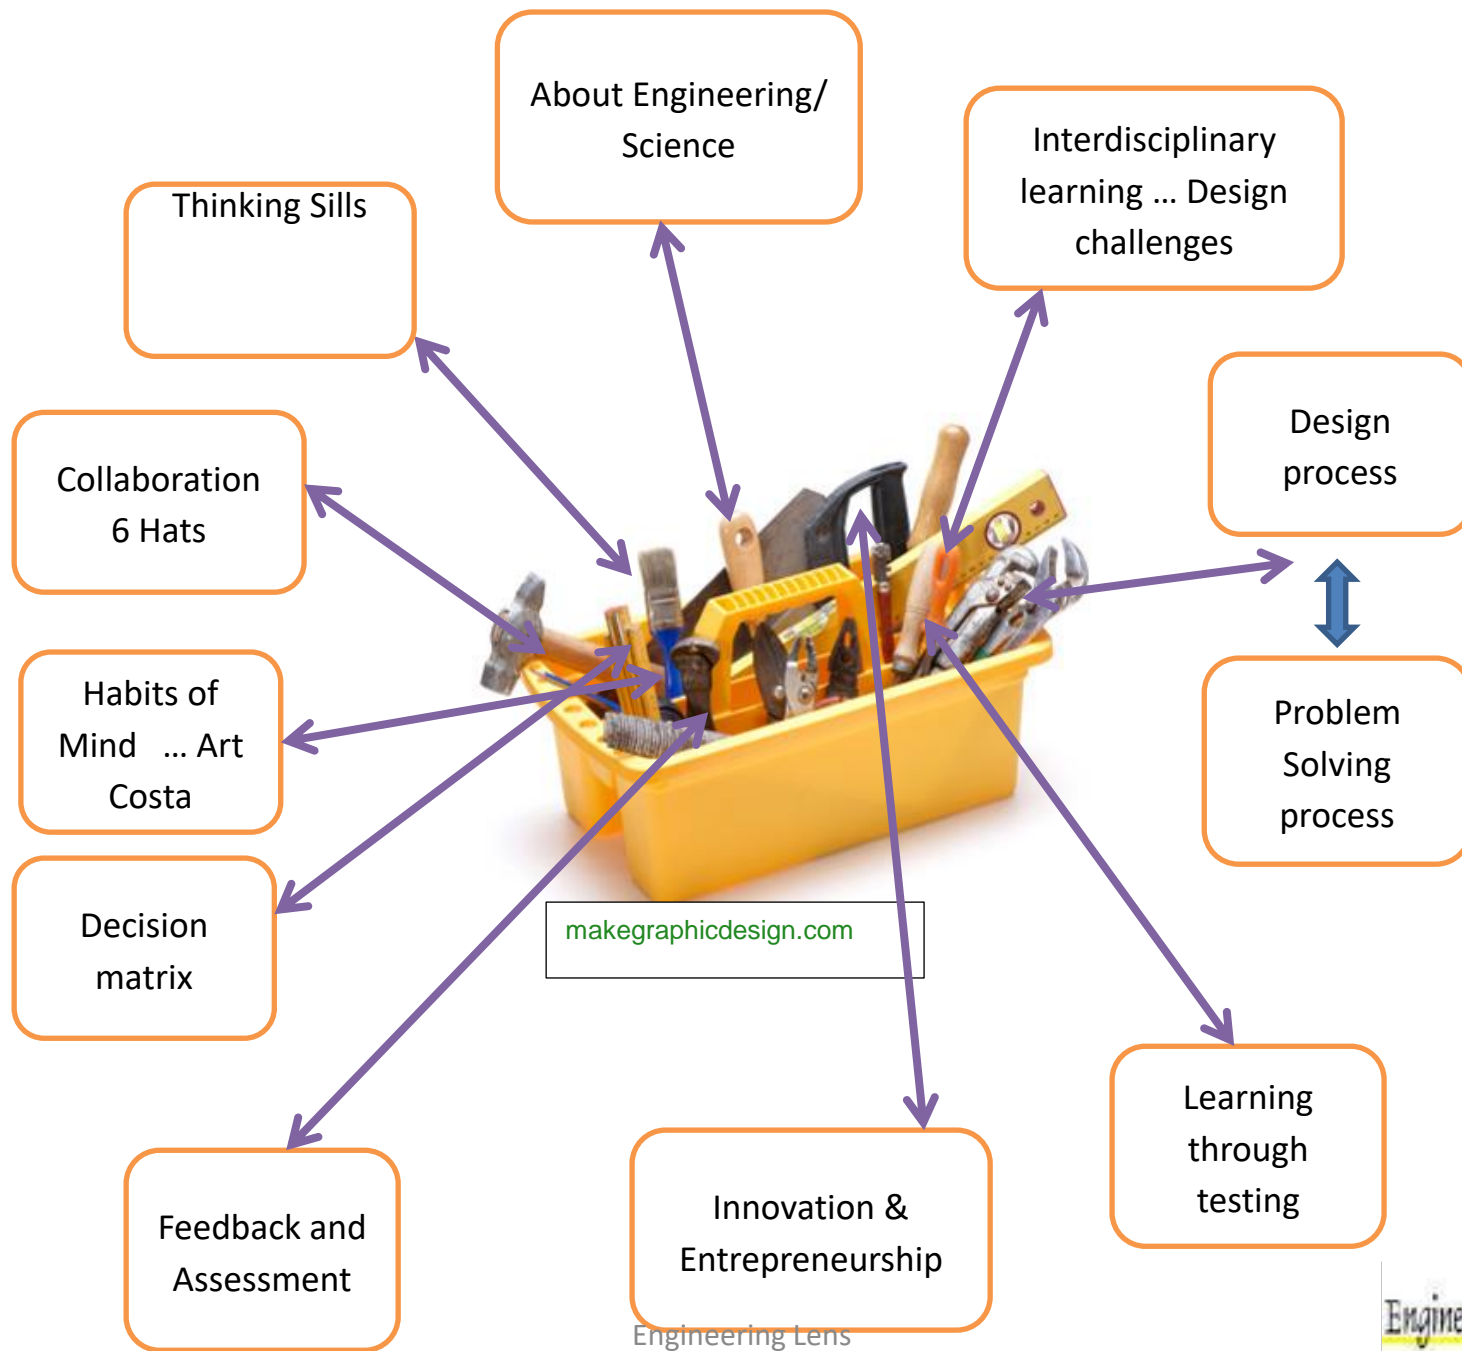 About Engineering/
Science
Interdisciplinary
learning ... Design
challenges
Thinking Sills
Design
process
Collaboration
6 Hats
Habits of
Mind ... Art
Costa
Problem
Solving
process
Decision
matrix
makegraphicdesign.com
Learning
through
testing
Feedback and
Assessment
Innovation &
Entrepreneurship
Engineering Lens
Engine